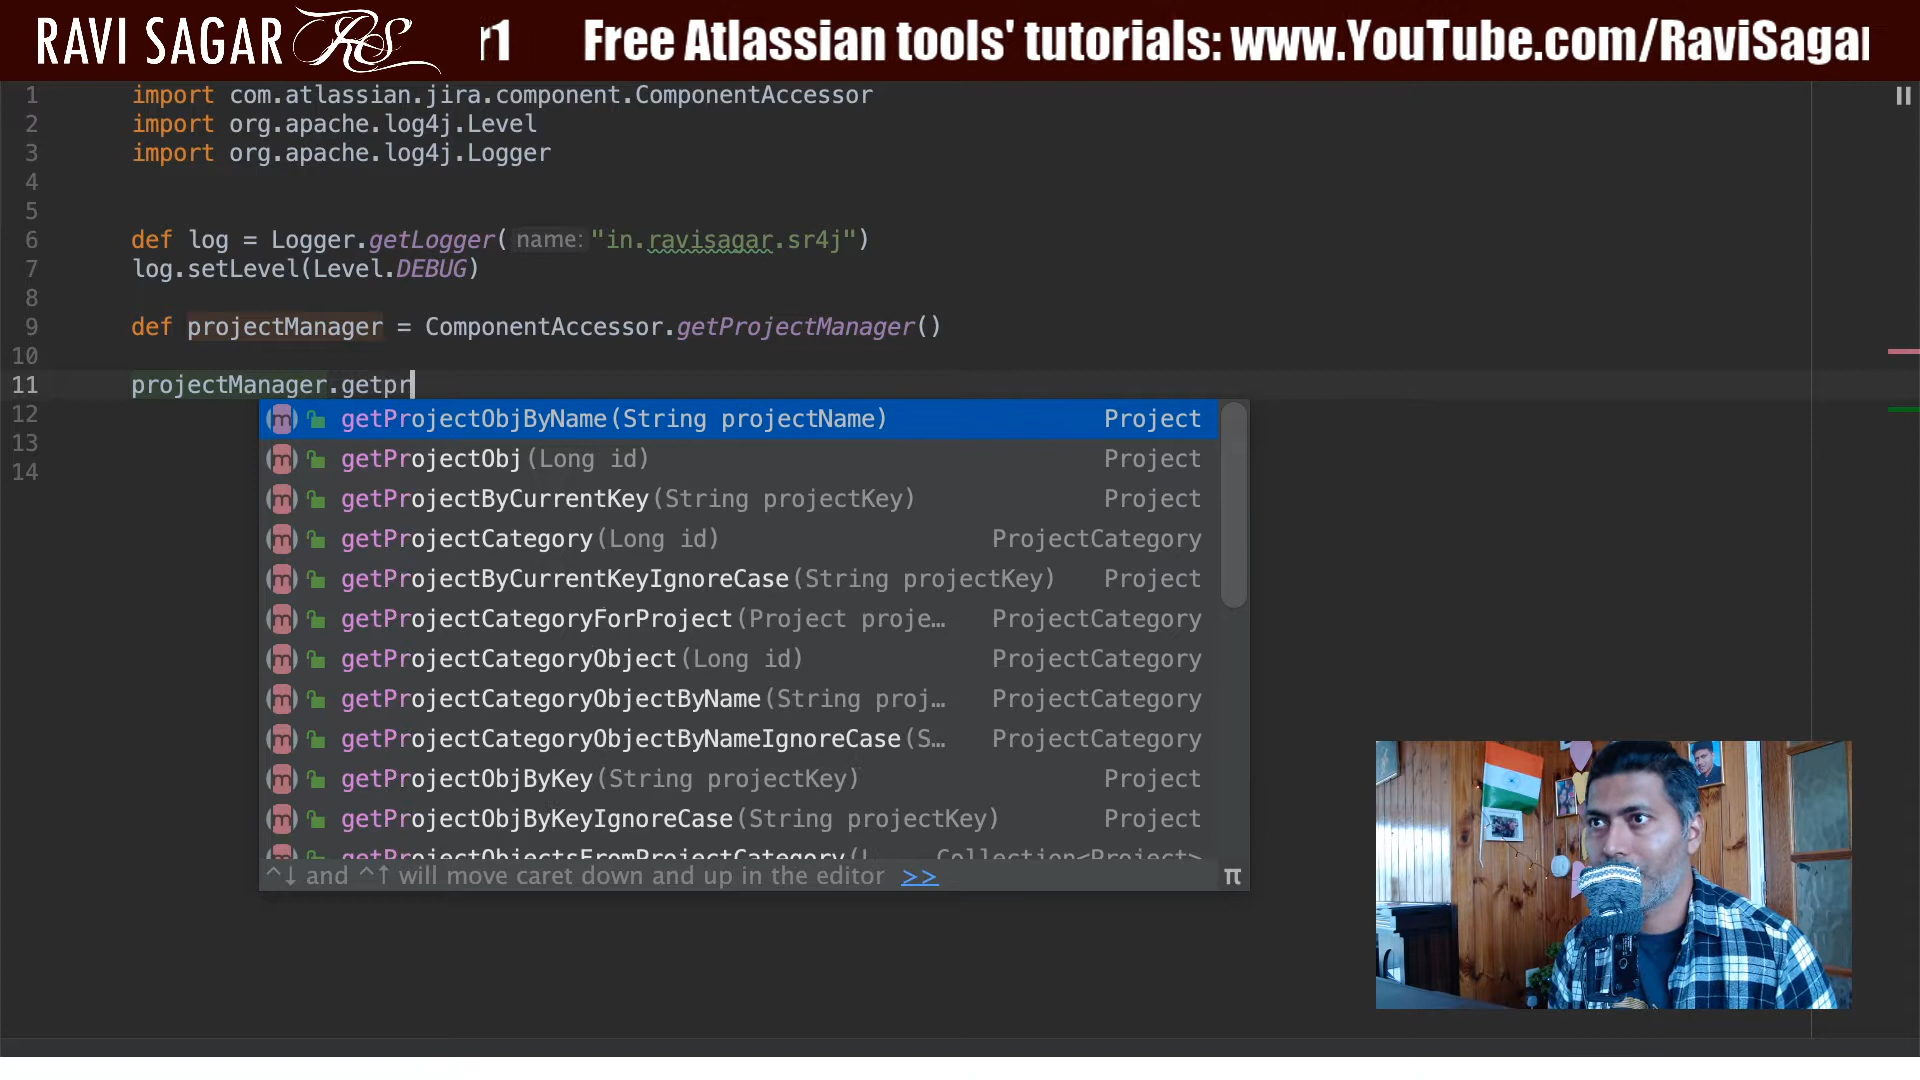 RAVI SAGAR RS r1 Free Atlassian tools' tutorials: www.YouTube.com/RaviSagar
1 import com.atlassian.jira.component.ComponentAccessor
2 import org.apache.log4j.Level
3 import org.apache.log4j.Logger
4
5
6 def log = Logger.getLogger( name: "in.ravisagar.sr4j")
7 log.setLevel(Level.DEBUG)
8
9 def projectManager = ComponentAccessor.getProjectManager()
10
11 projectManager.getpr
12
13
14
m getProjectObjByName(String projectName) Project
m getProjectObj(Long id) Project
m getProjectByCurrentKey(String projectKey) Project
m getProjectCategory(Long id) ProjectCategory
m getProjectByCurrentKeyIgnoreCase(String projectKey) Project
m getProjectCategoryForProject(Project proje… ProjectCategory
m getProjectCategoryObject(Long id) ProjectCategory
m getProjectCategoryObjectByName(String proj… ProjectCategory
m getProjectCategoryObjectByNameIgnoreCase(S… ProjectCategory
m getProjectObjByKey(String projectKey) Project
m getProjectObjByKeyIgnoreCase(String projectKey) Project
m getProjectObjectsFromProjectCategory(L… Collection<Project>
^↓ and ^↑ will move caret down and up in the editor >> π